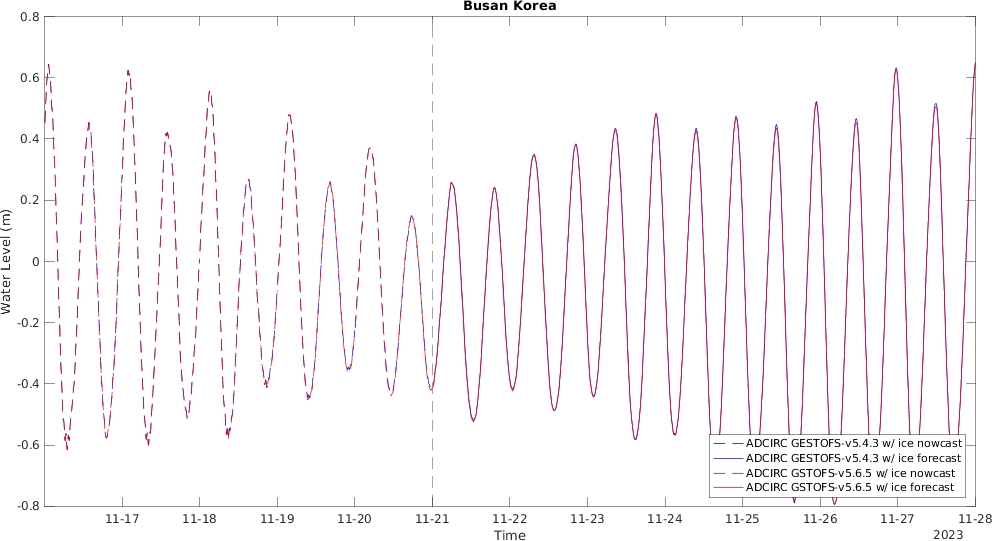 Busan Korea
0.8
0.6
0.4
0.2
0
-0.2
-0.4
-0.6
-0.8
Water Level (m)
ADCIRC GESTOFS-v5.4.3 w/ ice nowcast
ADCIRC GESTOFS-v5.4.3 w/ ice forecast
ADCIRC GSTOFS-v5.6.5 w/ ice nowcast
ADCIRC GSTOFS-v5.6.5 w/ ice forecast
11-17 11-18 11-19 11-20 11-21 11-22 11-23 11-24 11-25 11-26 11-27 11-28
Time
2023